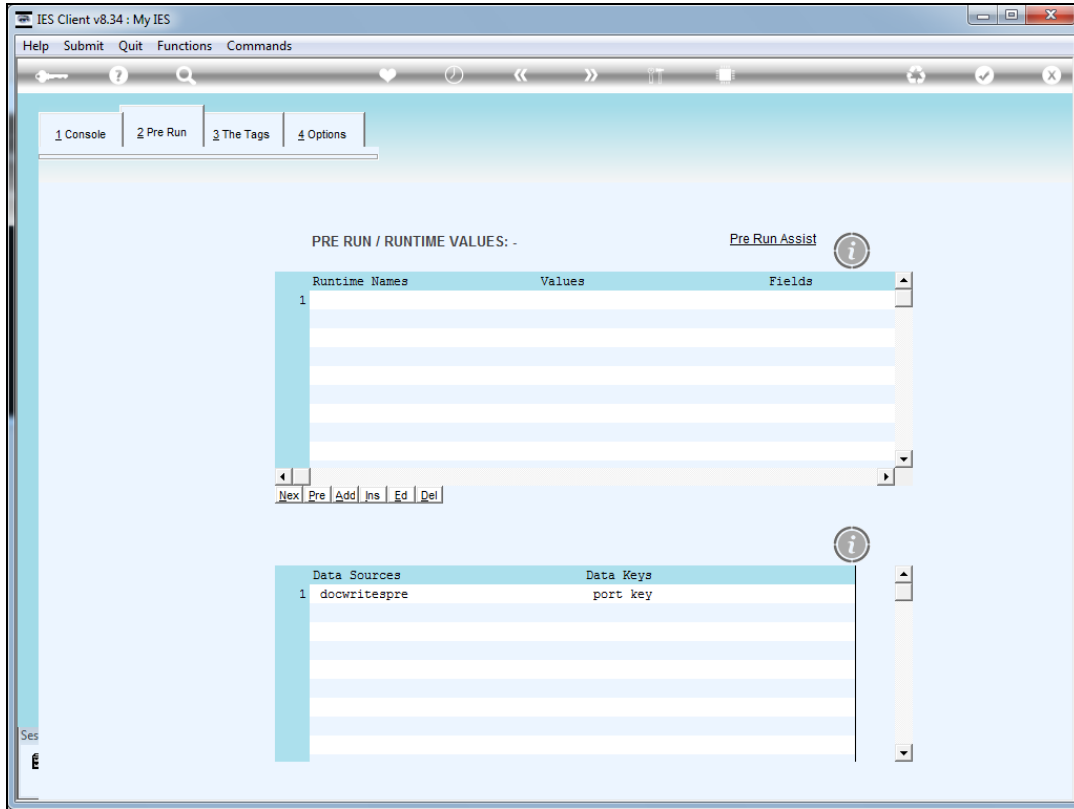 IES Client v8.34 : My IES
Help Submit Quit Functions Commands
1 Console 2 Pre Run 3 The Tags 4 Options
PRE RUN / RUNTIME VALUES: - Pre Run Assist
Runtime Names Values Fields
1
Nex Pre Add Ins Ed Del
Data Sources Data Keys
1 docwritespre port key
Ses